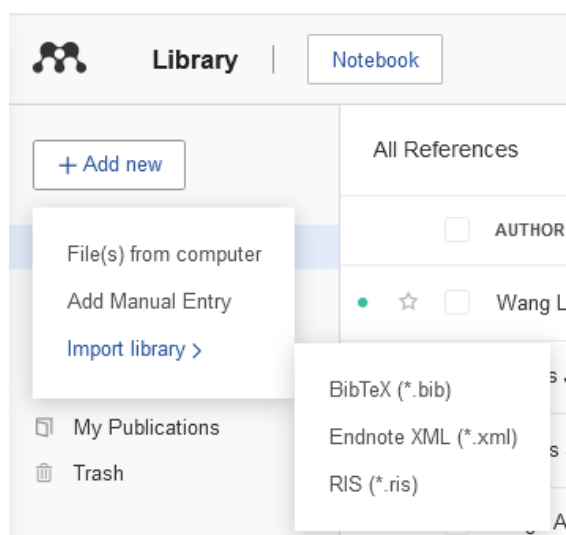 Library | Notebook
+ Add new
All References
AUTHOR
File(s) from computer
Add Manual Entry
Wang L
Import library >
s
BibTeX (*.bib)
My Publications
Endnote XML (*.xml)
s
Trash
RIS (*.ris)
A